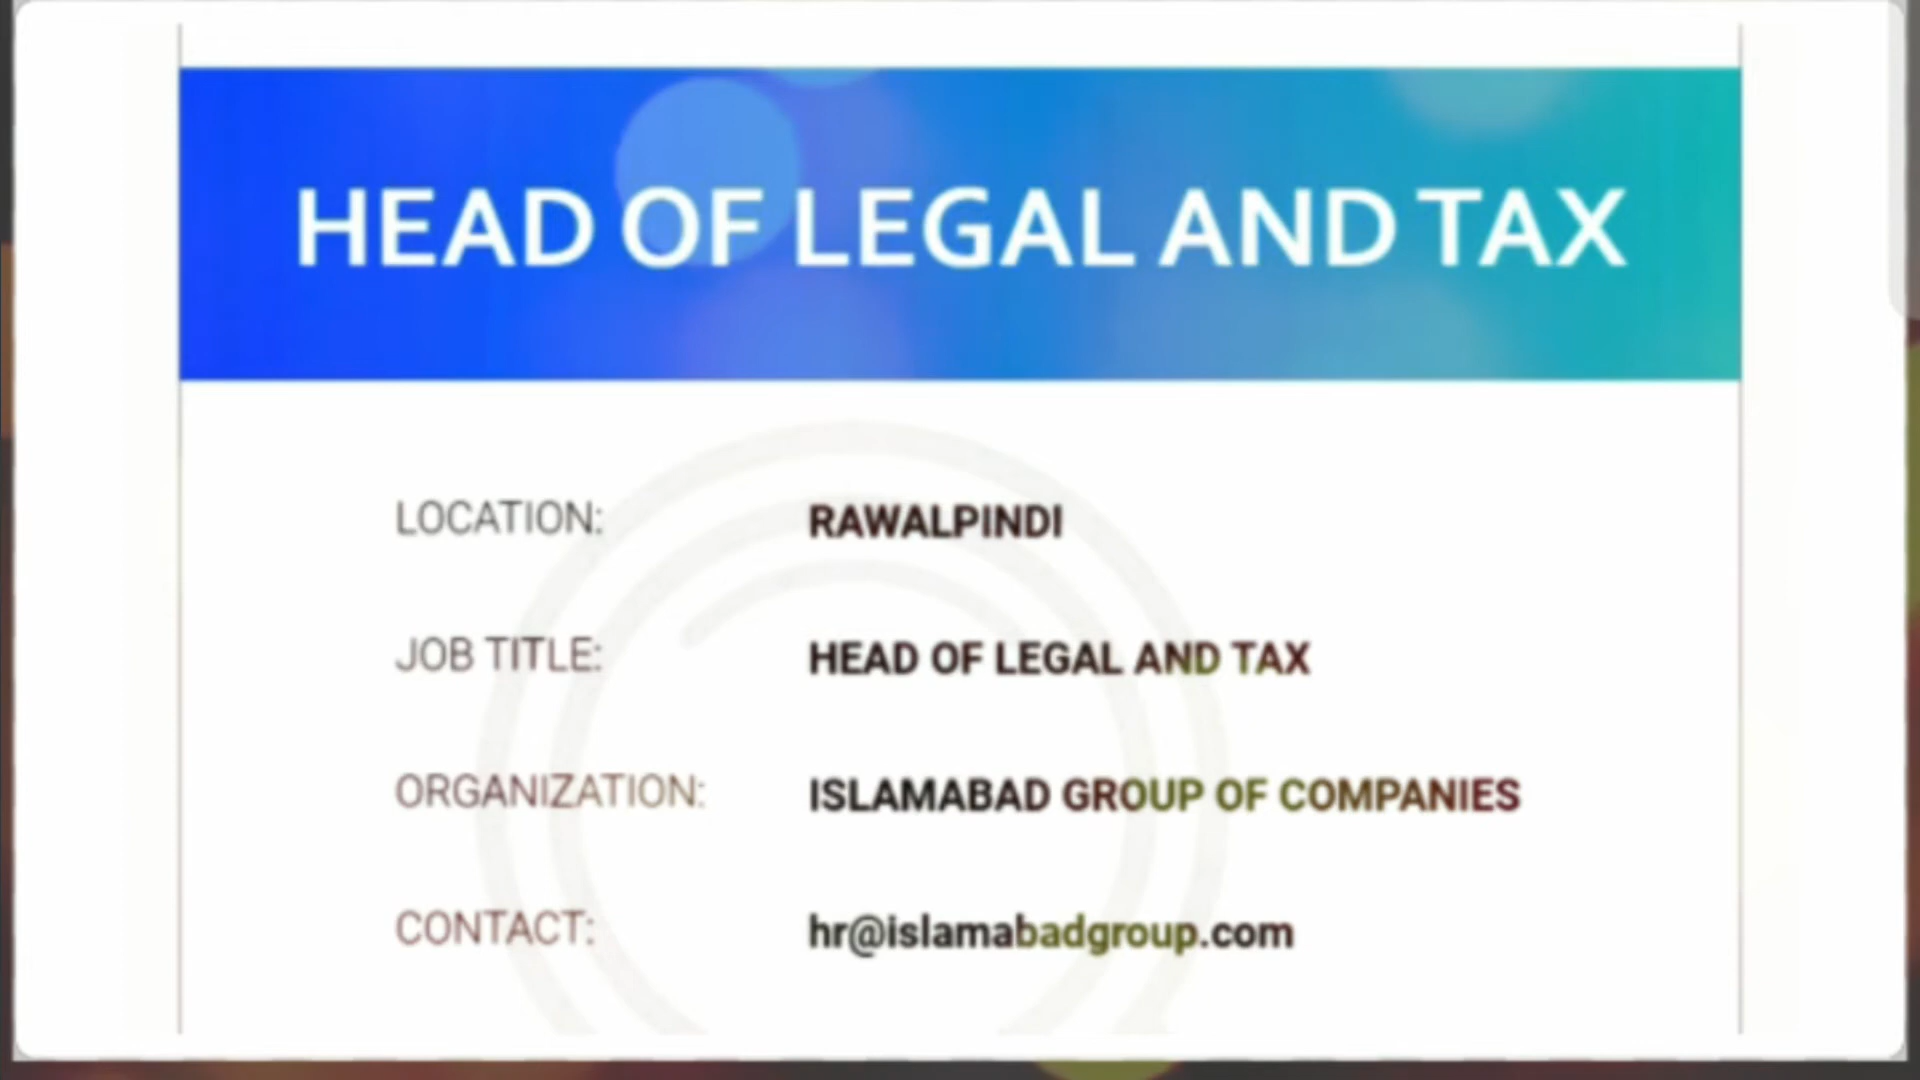 HEAD OF LEGAL AND TAX
LOCATION: RAWALPINDI
JOB TITLE: HEAD OF LEGAL AND TAX
ORGANIZATION: ISLAMABAD GROUP OF COMPANIES
CONTACT: hr@islamabadgroup.com